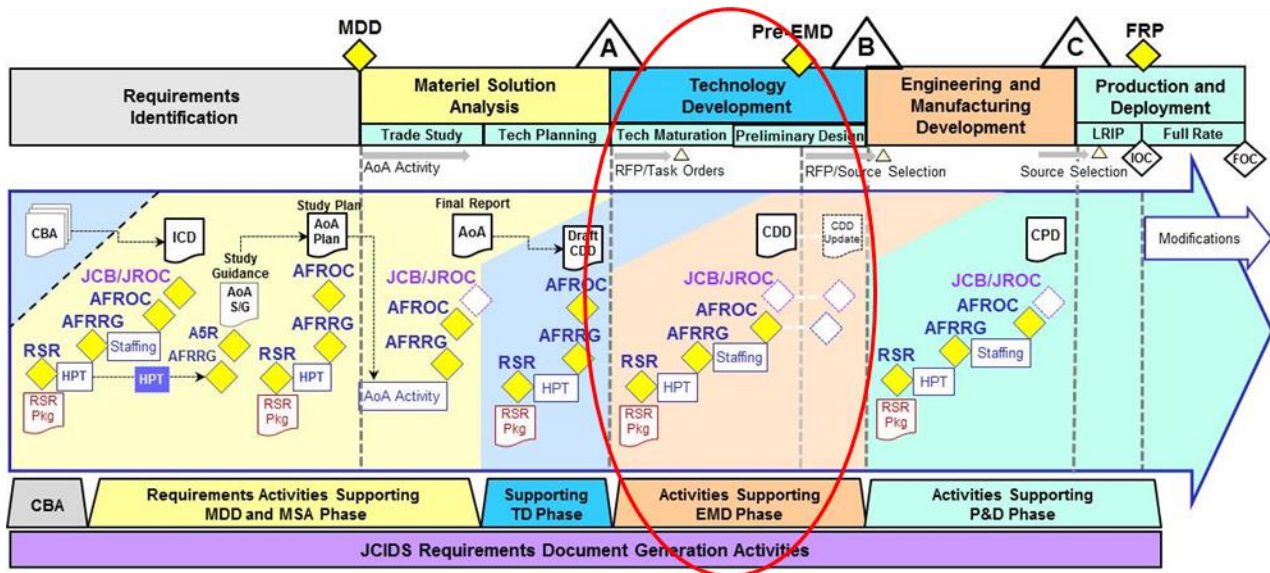 MDD
A
Pre-EMD
B
C
FRP
Requirements
Identification
Materiel Solution
Analysis
Technology
Development
Engineering and
Manufacturing
Development
Production and
Deployment
Trade Study
Tech Planning
Tech Maturation
Preliminary Design
LRIP
Full Rate
AoA Activity
RFP/Task Orders
RFP/Source Selection
Source Selection
IOC
FOC
CBA
ICD
Study
Guidance
AoA
S/G
Study Plan
AoA
Plan
Final Report
AoA
Draft
CDD
CDD
CDD
Update
CPD
Modifications
JCB/JROC
AFROC
AFRRG
Staffing
RSR
HPT
RSR
Pkg
HPT
A5R
AFRRG
AFROC
AFRRG
RSR
HPT
RSR
Pkg
JCB/JROC
AFROC
AFRRG
AoA Activity
AFROC
AFRRG
RSR
HPT
RSR
Pkg
JCB/JROC
AFROC
AFRRG
Staffing
RSR
HPT
RSR
Pkg
JCB/JROC
AFROC
AFRRG
Staffing
RSR
HPT
RSR
Pkg
CBA
Requirements Activities Supporting
MDD and MSA Phase
Supporting
TD Phase
Activities Supporting
EMD Phase
Activities Supporting
P&D Phase
JCIDS Requirements Document Generation Activities